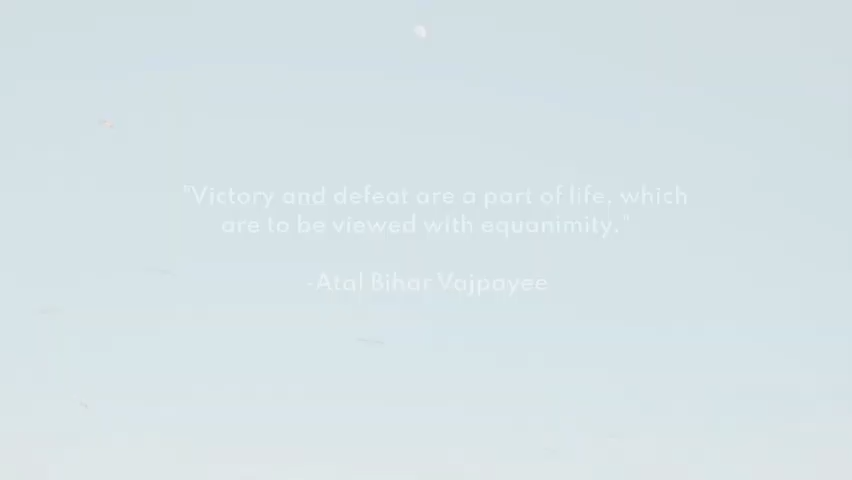 "Victory and defeat are a part of life, which
are to be viewed with equanimity."
-Atal Bihar Vajpayee